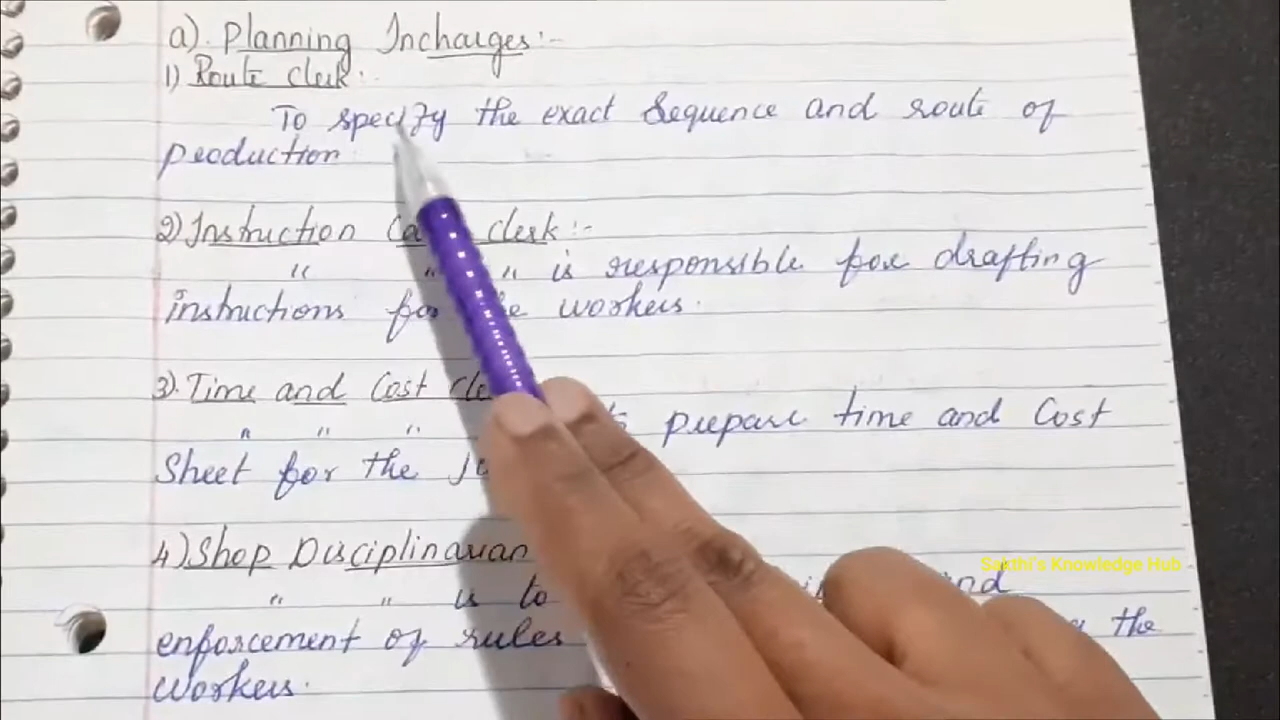 a). Planning Incharges:-
1) Route clerk:-
To specify the exact Sequence and route of
production
2) Instruction Ca clerk:-
" " " is responsible for drafting
instructions for workers.
3). Time and Cost
" " " prepare time and Cost
Sheet for the
4) Shop Disciplinarian
" " is to
enforcement of rules the
workers.
Sakthi's Knowledge Hub